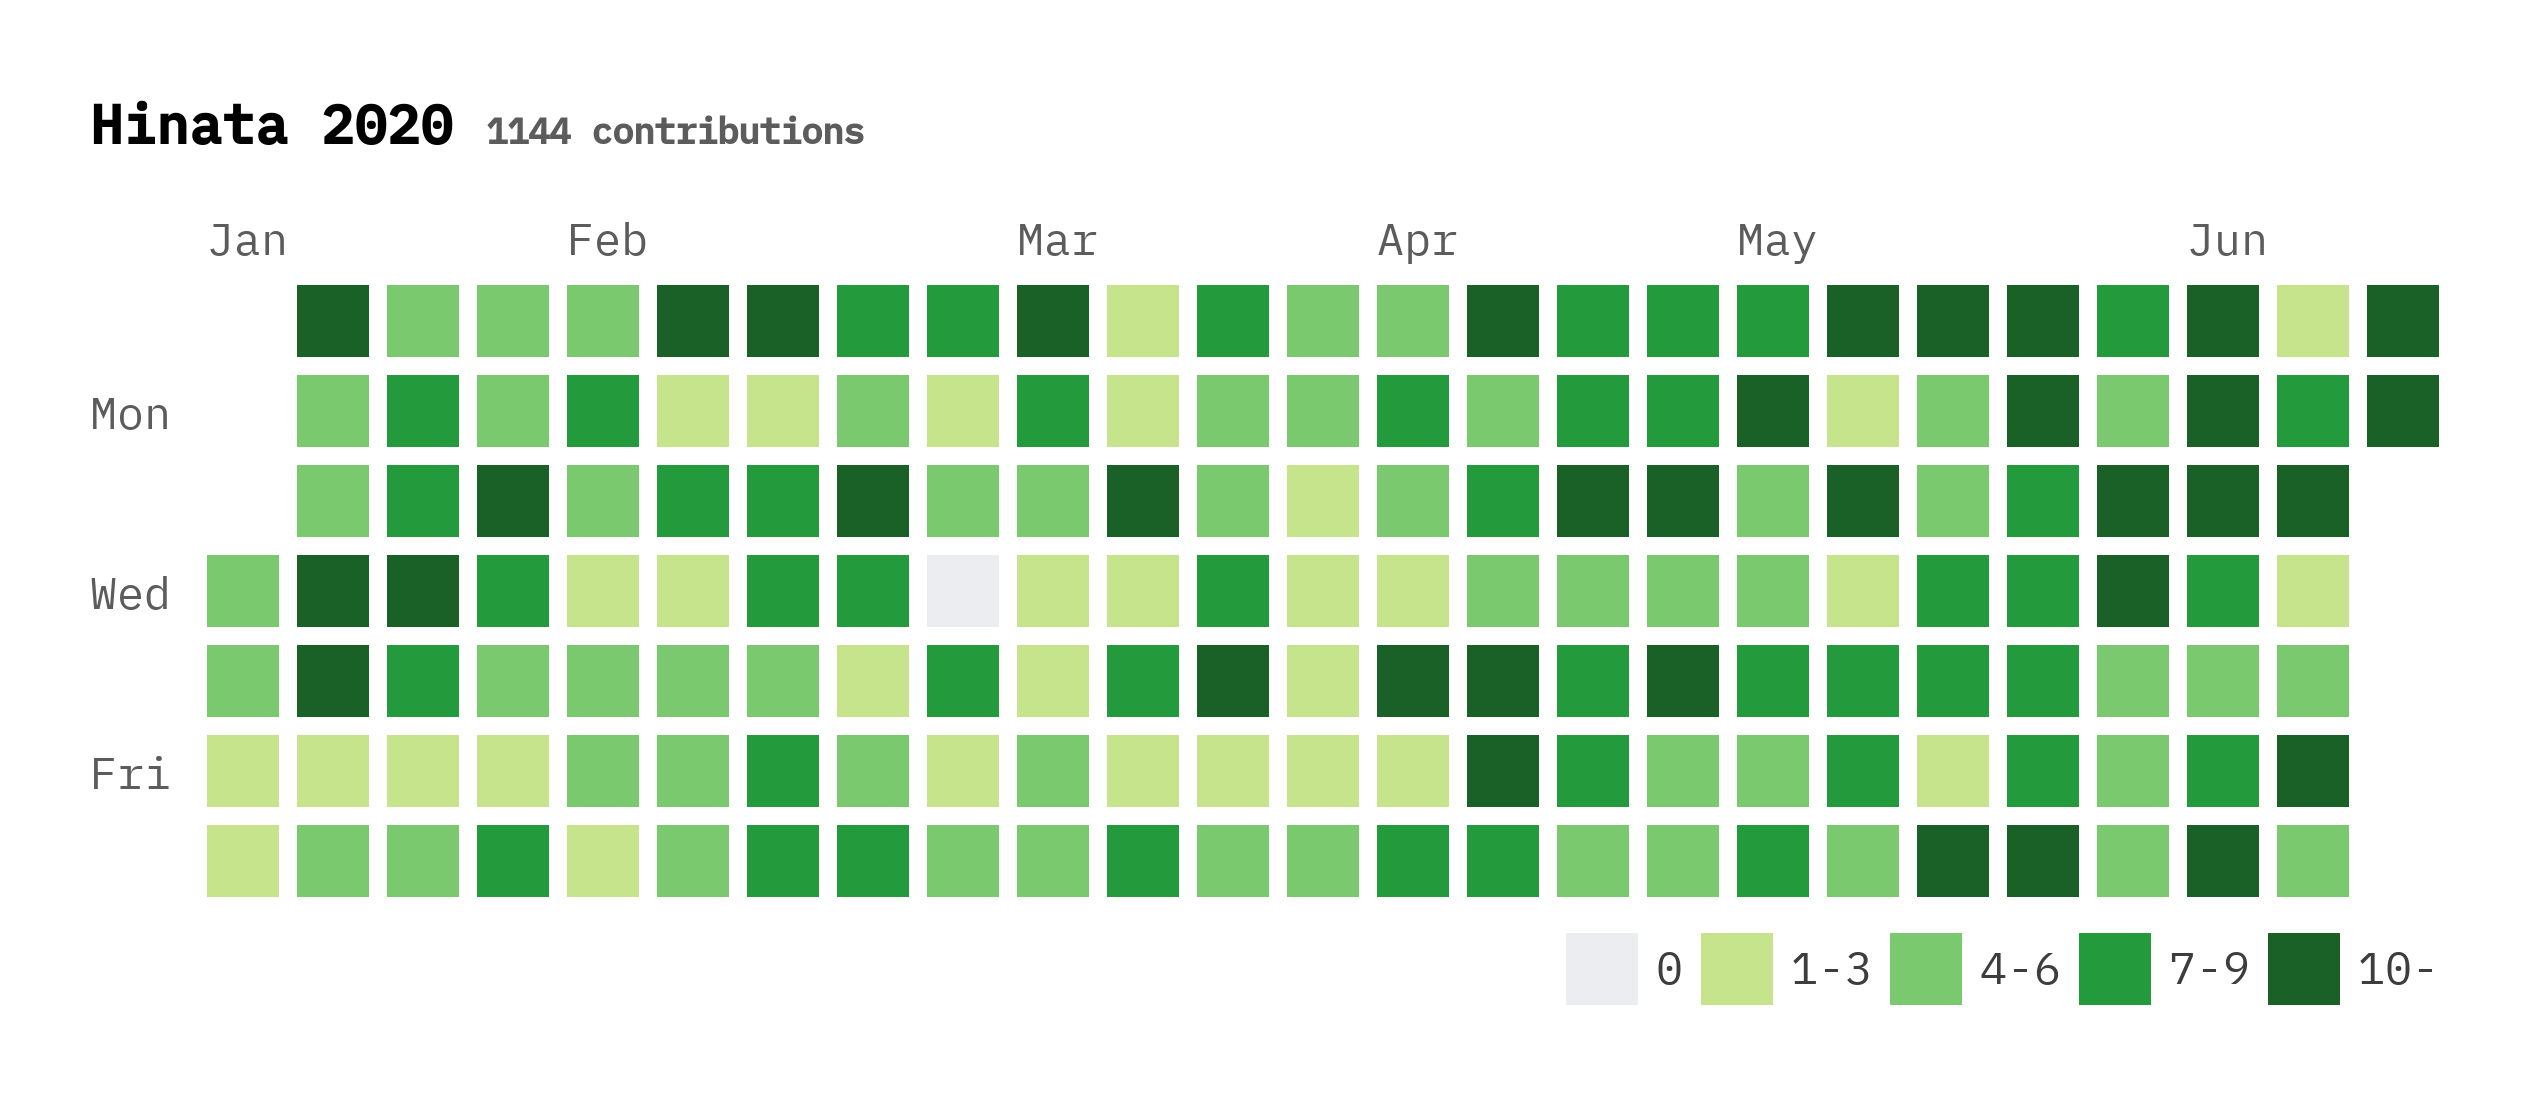 Hinata 2020 1144 contributions
Jan Feb Mar Apr May Jun
Mon
Wed
Fri
0 1-3 4-6 7-9 10-